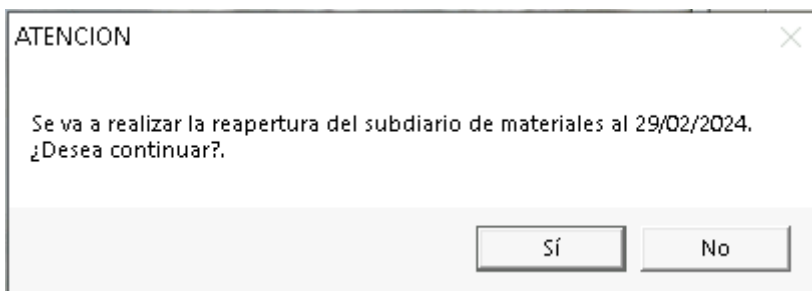 ATENCION
Se va a realizar la reapertura del subdiario de materiales al 29/02/2024.
¿Desea continuar?.
Sí
No